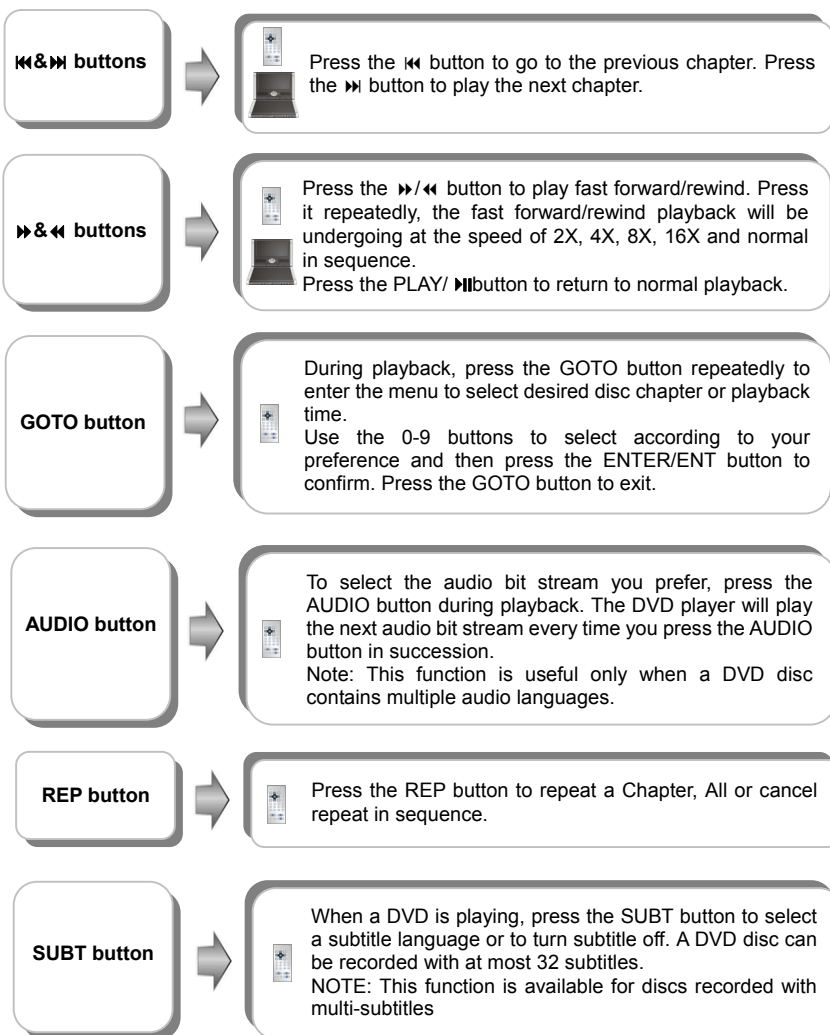 ⏮&⏭ buttons
Press the ⏮ button to go to the previous chapter. Press
the ⏭ button to play the next chapter.
⏩&⏪ buttons
Press the ⏩/⏪ button to play fast forward/rewind. Press
it repeatedly, the fast forward/rewind playback will be
undergoing at the speed of 2X, 4X, 8X, 16X and normal
in sequence.
Press the PLAY/ ⏯button to return to normal playback.
GOTO button
During playback, press the GOTO button repeatedly to
enter the menu to select desired disc chapter or playback
time.
Use the 0-9 buttons to select according to your
preference and then press the ENTER/ENT button to
confirm. Press the GOTO button to exit.
AUDIO button
To select the audio bit stream you prefer, press the
AUDIO button during playback. The DVD player will play
the next audio bit stream every time you press the AUDIO
button in succession.
Note: This function is useful only when a DVD disc
contains multiple audio languages.
REP button
Press the REP button to repeat a Chapter, All or cancel
repeat in sequence.
SUBT button
When a DVD is playing, press the SUBT button to select
a subtitle language or to turn subtitle off. A DVD disc can
be recorded with at most 32 subtitles.
NOTE: This function is available for discs recorded with
multi-subtitles